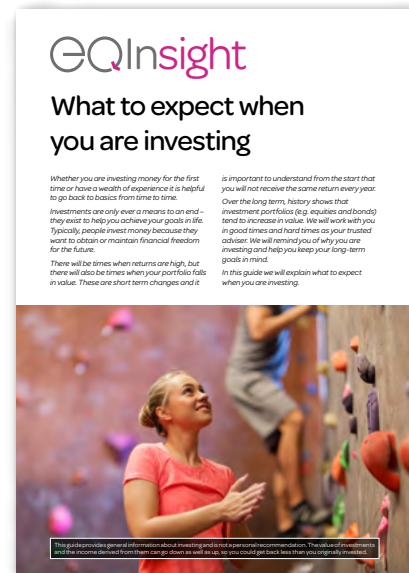 eQInsight
What to expect when
you are investing
Whether you are investing money for the first
time or have a wealth of experience it is helpful
to go back to basics from time to time.
Investments are only ever a means to an end –
they exist to help you achieve your goals in life.
Typically, people invest money because they
want to obtain or maintain financial freedom
for the future.
There will be times when returns are high, but
there will also be times when your portfolio falls
in value. These are short term changes and it
is important to understand from the start that
you will not receive the same return every year.
Over the long term, history shows that
investment portfolios (e.g. equities and bonds)
tend to increase in value. We will work with you
in good times and hard times as your trusted
adviser. We will remind you of why you are
investing and help you keep your long-term
goals in mind.
In this guide we will explain what to expect
when you are investing.
This guide provides general information about investing and is not a personal recommendation. The value of investments
and the income derived from them can go down as well as up, so you could get back less than you originally invested.